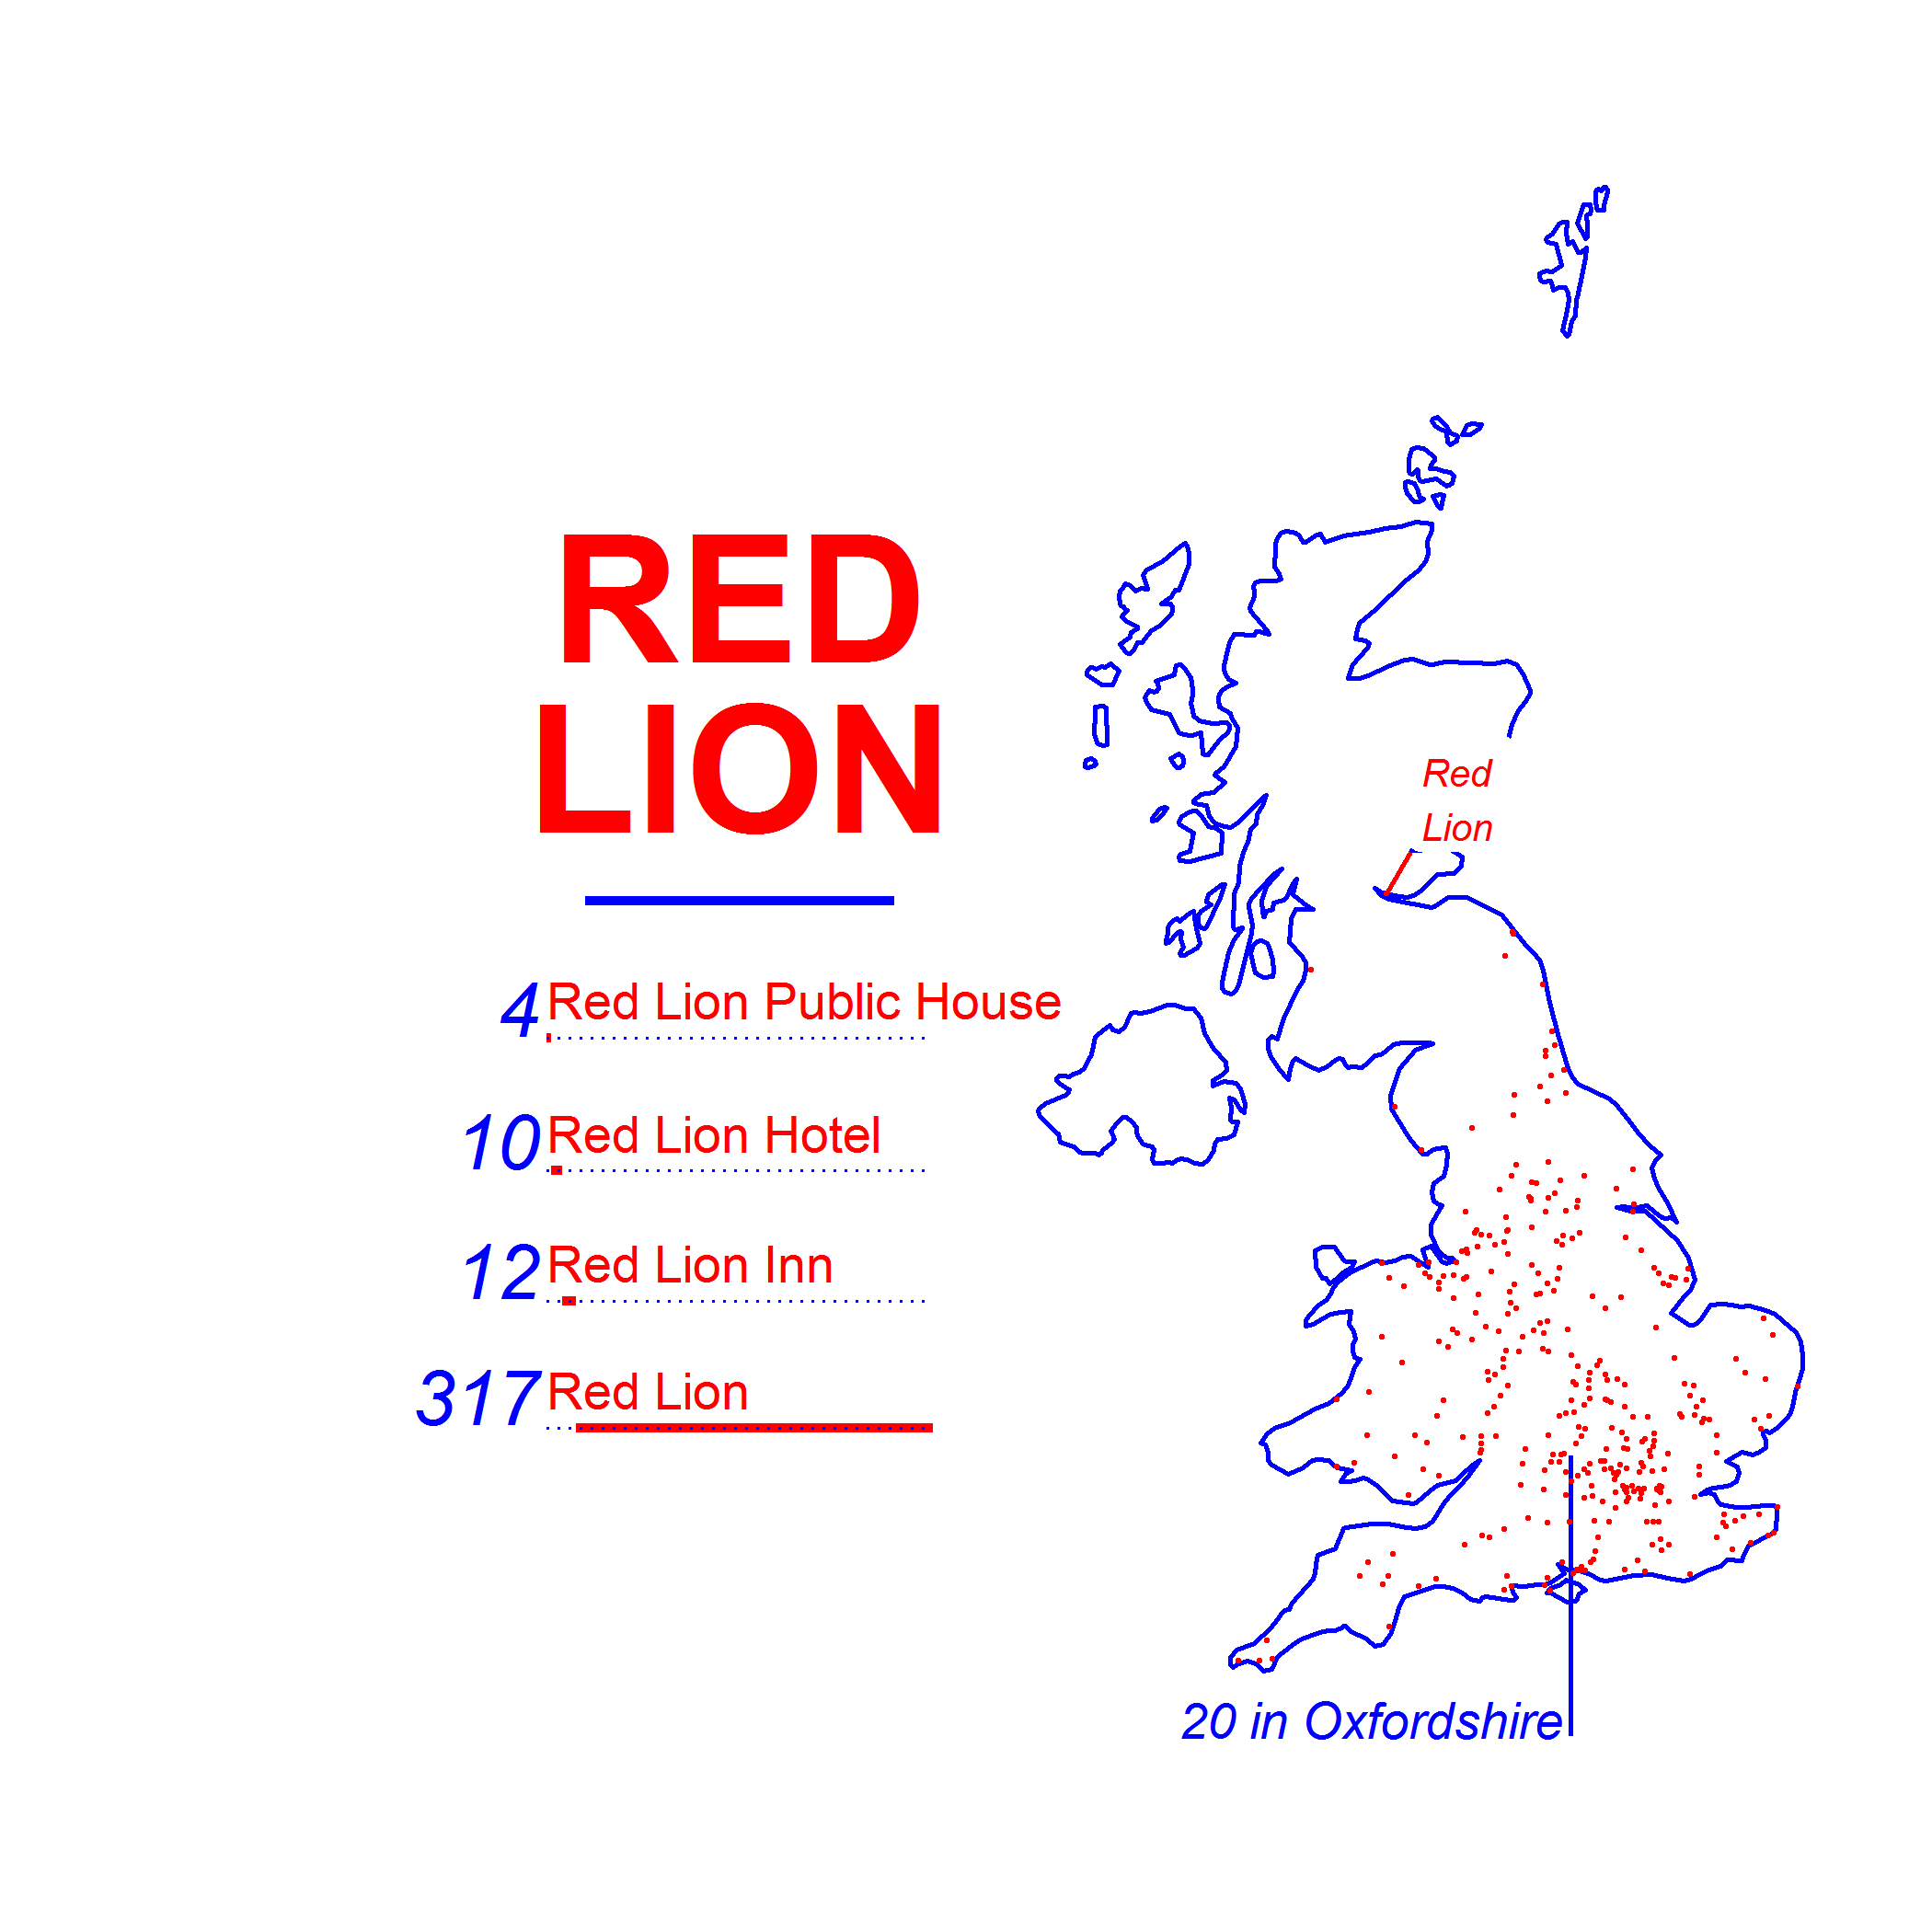 RED
LION
4 Red Lion Public House
10 Red Lion Hotel
12 Red Lion Inn
317 Red Lion
Red
Lion
20 in Oxfordshire